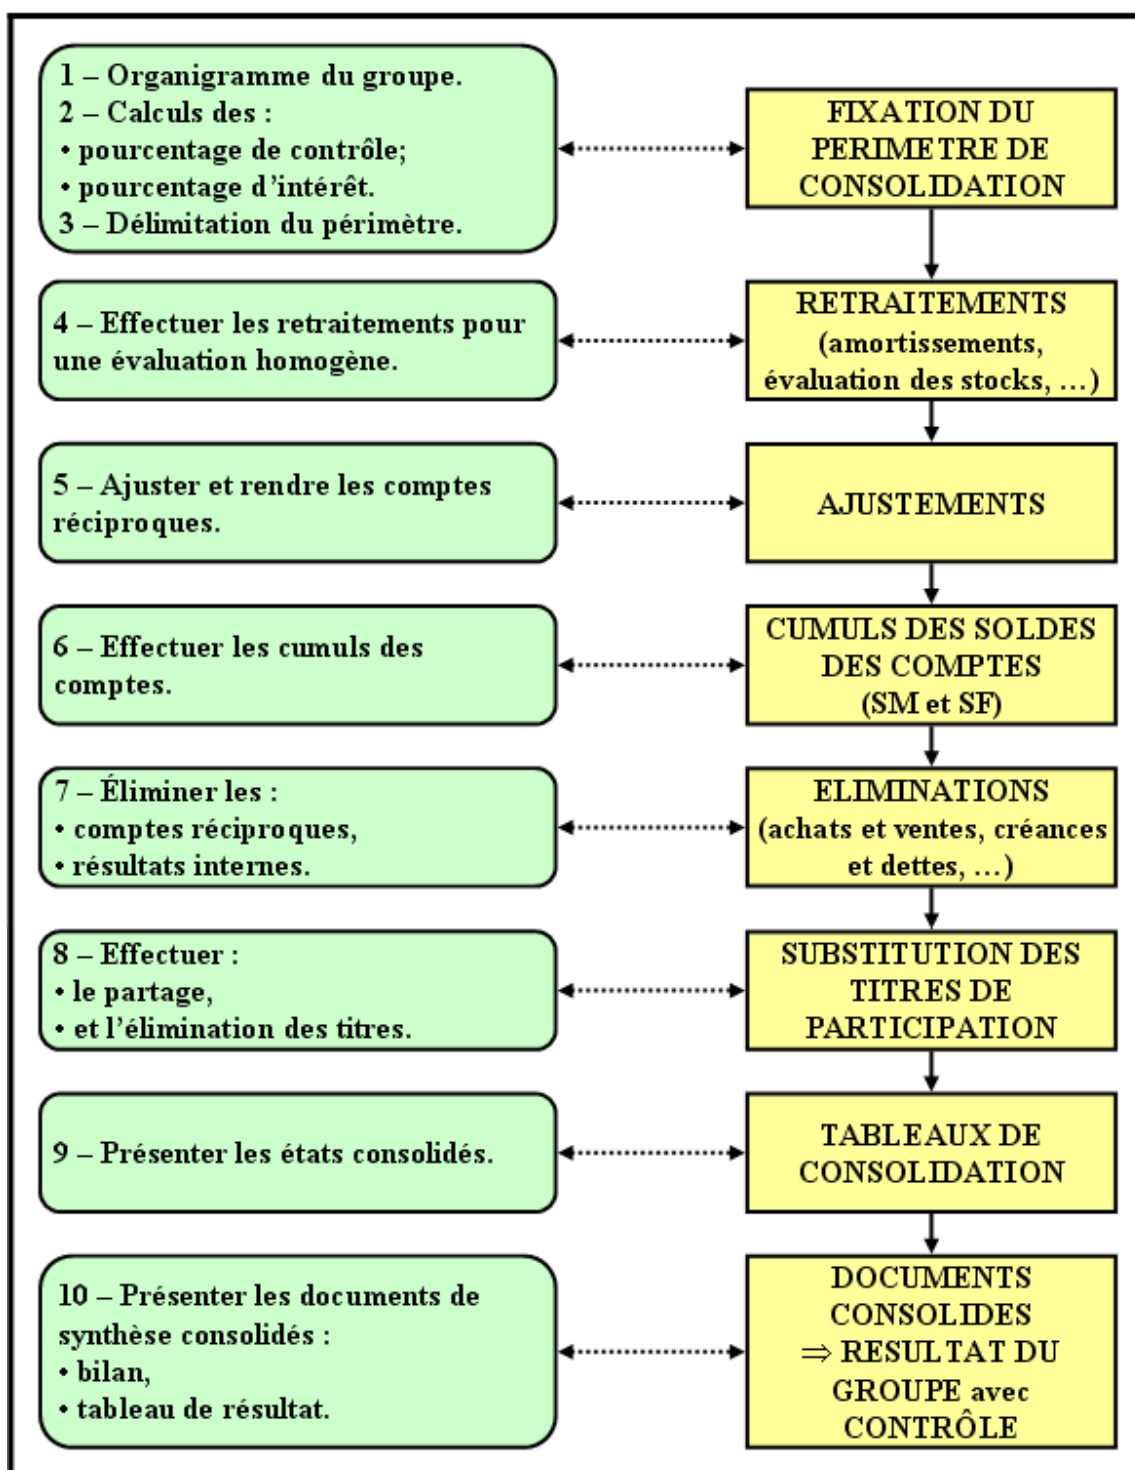 1 – Organigramme du groupe.
2 – Calculs des :
• pourcentage de contrôle;
• pourcentage d'intérêt.
3 – Délimitation du périmètre.
FIXATION DU
PERIMETRE DE
CONSOLIDATION
4 – Effectuer les retraitements pour
une évaluation homogène.
RETRAITEMENTS
(amortissements,
évaluation des stocks, …)
5 – Ajuster et rendre les comptes
réciproques.
AJUSTEMENTS
6 – Effectuer les cumuls des
comptes.
CUMULS DES SOLDES
DES COMPTES
(SM et SF)
7 – Éliminer les :
• comptes réciproques,
• résultats internes.
ELIMINATIONS
(achats et ventes, créances
et dettes, …)
8 – Effectuer :
• le partage,
• et l'élimination des titres.
SUBSTITUTION DES
TITRES DE
PARTICIPATION
9 – Présenter les états consolidés.
TABLEAUX DE
CONSOLIDATION
10 – Présenter les documents de
synthèse consolidés :
• bilan,
• tableau de résultat.
DOCUMENTS
CONSOLIDES
⇒ RESULTAT DU
GROUPE avec
CONTRÔLE